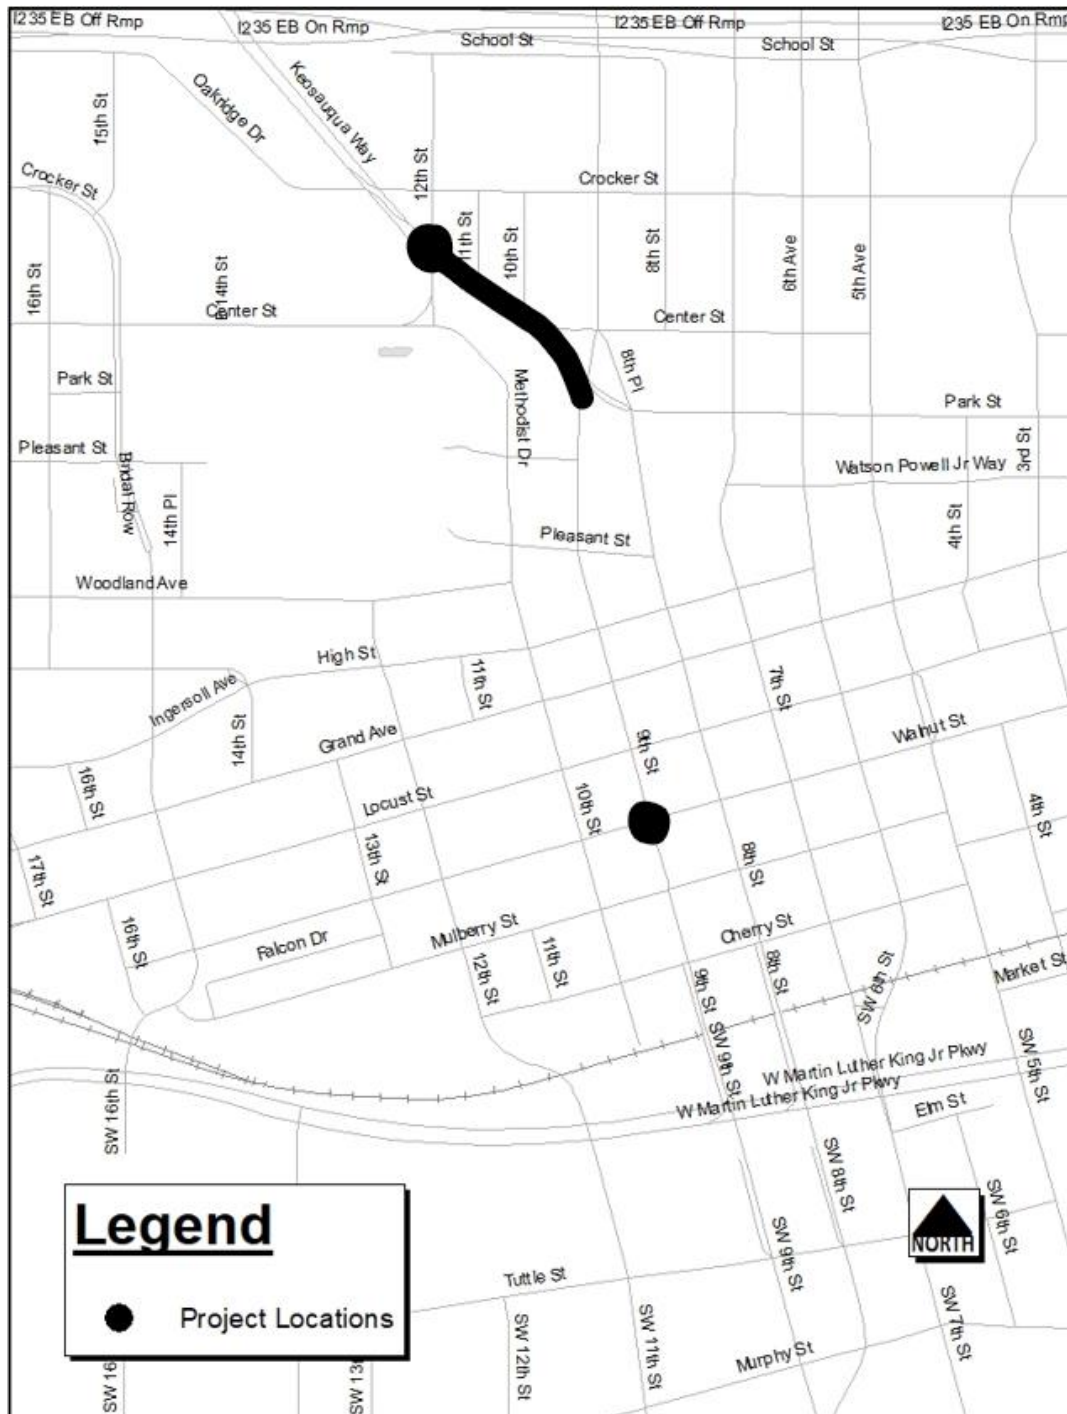 I235 EB Off Rmp
I235 EB On Rmp
I235 EB Off Rmp
I235 EB On Rmp
School St
School St
Keosauqua Way
Oakridge Dr
15th St
12th St
Crocker St
Crocker St
11th St
10th St
8th St
6th Ave
5th Ave
16th St
14th St
Center St
Center St
8th Pl
Park St
Methodist Dr
Park St
Pleasant St
Bridal Row
14th Pl
Watson Powell Jr Way
3rd St
4th St
Pleasant St
Woodland Ave
High St
11th St
7th St
Ingersoll Ave
14th St
Grand Ave
9th St
Walnut St
16th St
Locust St
10th St
4th St
13th St
17th St
8th St
16th St
Falcon Dr
Mulberry St
Cherry St
12th St
11th St
9th St
8th St
SW 6th St
Market St
SW 9th St
W Martin Luther King Jr Pkwy
W Martin Luther King Jr Pkwy
SW 5th St
SW 16th St
Elm St
SW 8th St
SW 6th St
Legend
Project Locations
NORTH
SW 9th St
Tuttle St
SW 12th St
SW 11th St
SW 7th St
Murphy St
SW 16
SW 13t